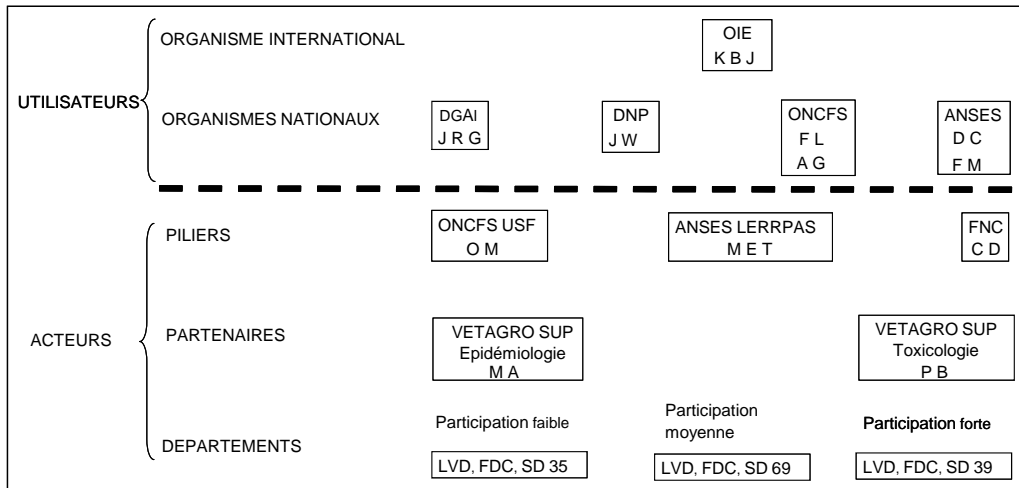 ORGANISME INTERNATIONAL
OIE
K B J
UTILISATEURS
ORGANISMES NATIONAUX
DGAl
J R G
DNP
J W
ONCFS
F L
A G
ANSES
D C
F M
PILIERS
ONCFS USF
O M
ANSES LERRPAS
M E T
FNC
C D
ACTEURS
PARTENAIRES
VETAGRO SUP
Epidémiologie
M A
VETAGRO SUP
Toxicologie
P B
DEPARTEMENTS
Participation faible
Participation
moyenne
Participation forte
LVD, FDC, SD 35
LVD, FDC, SD 69
LVD, FDC, SD 39